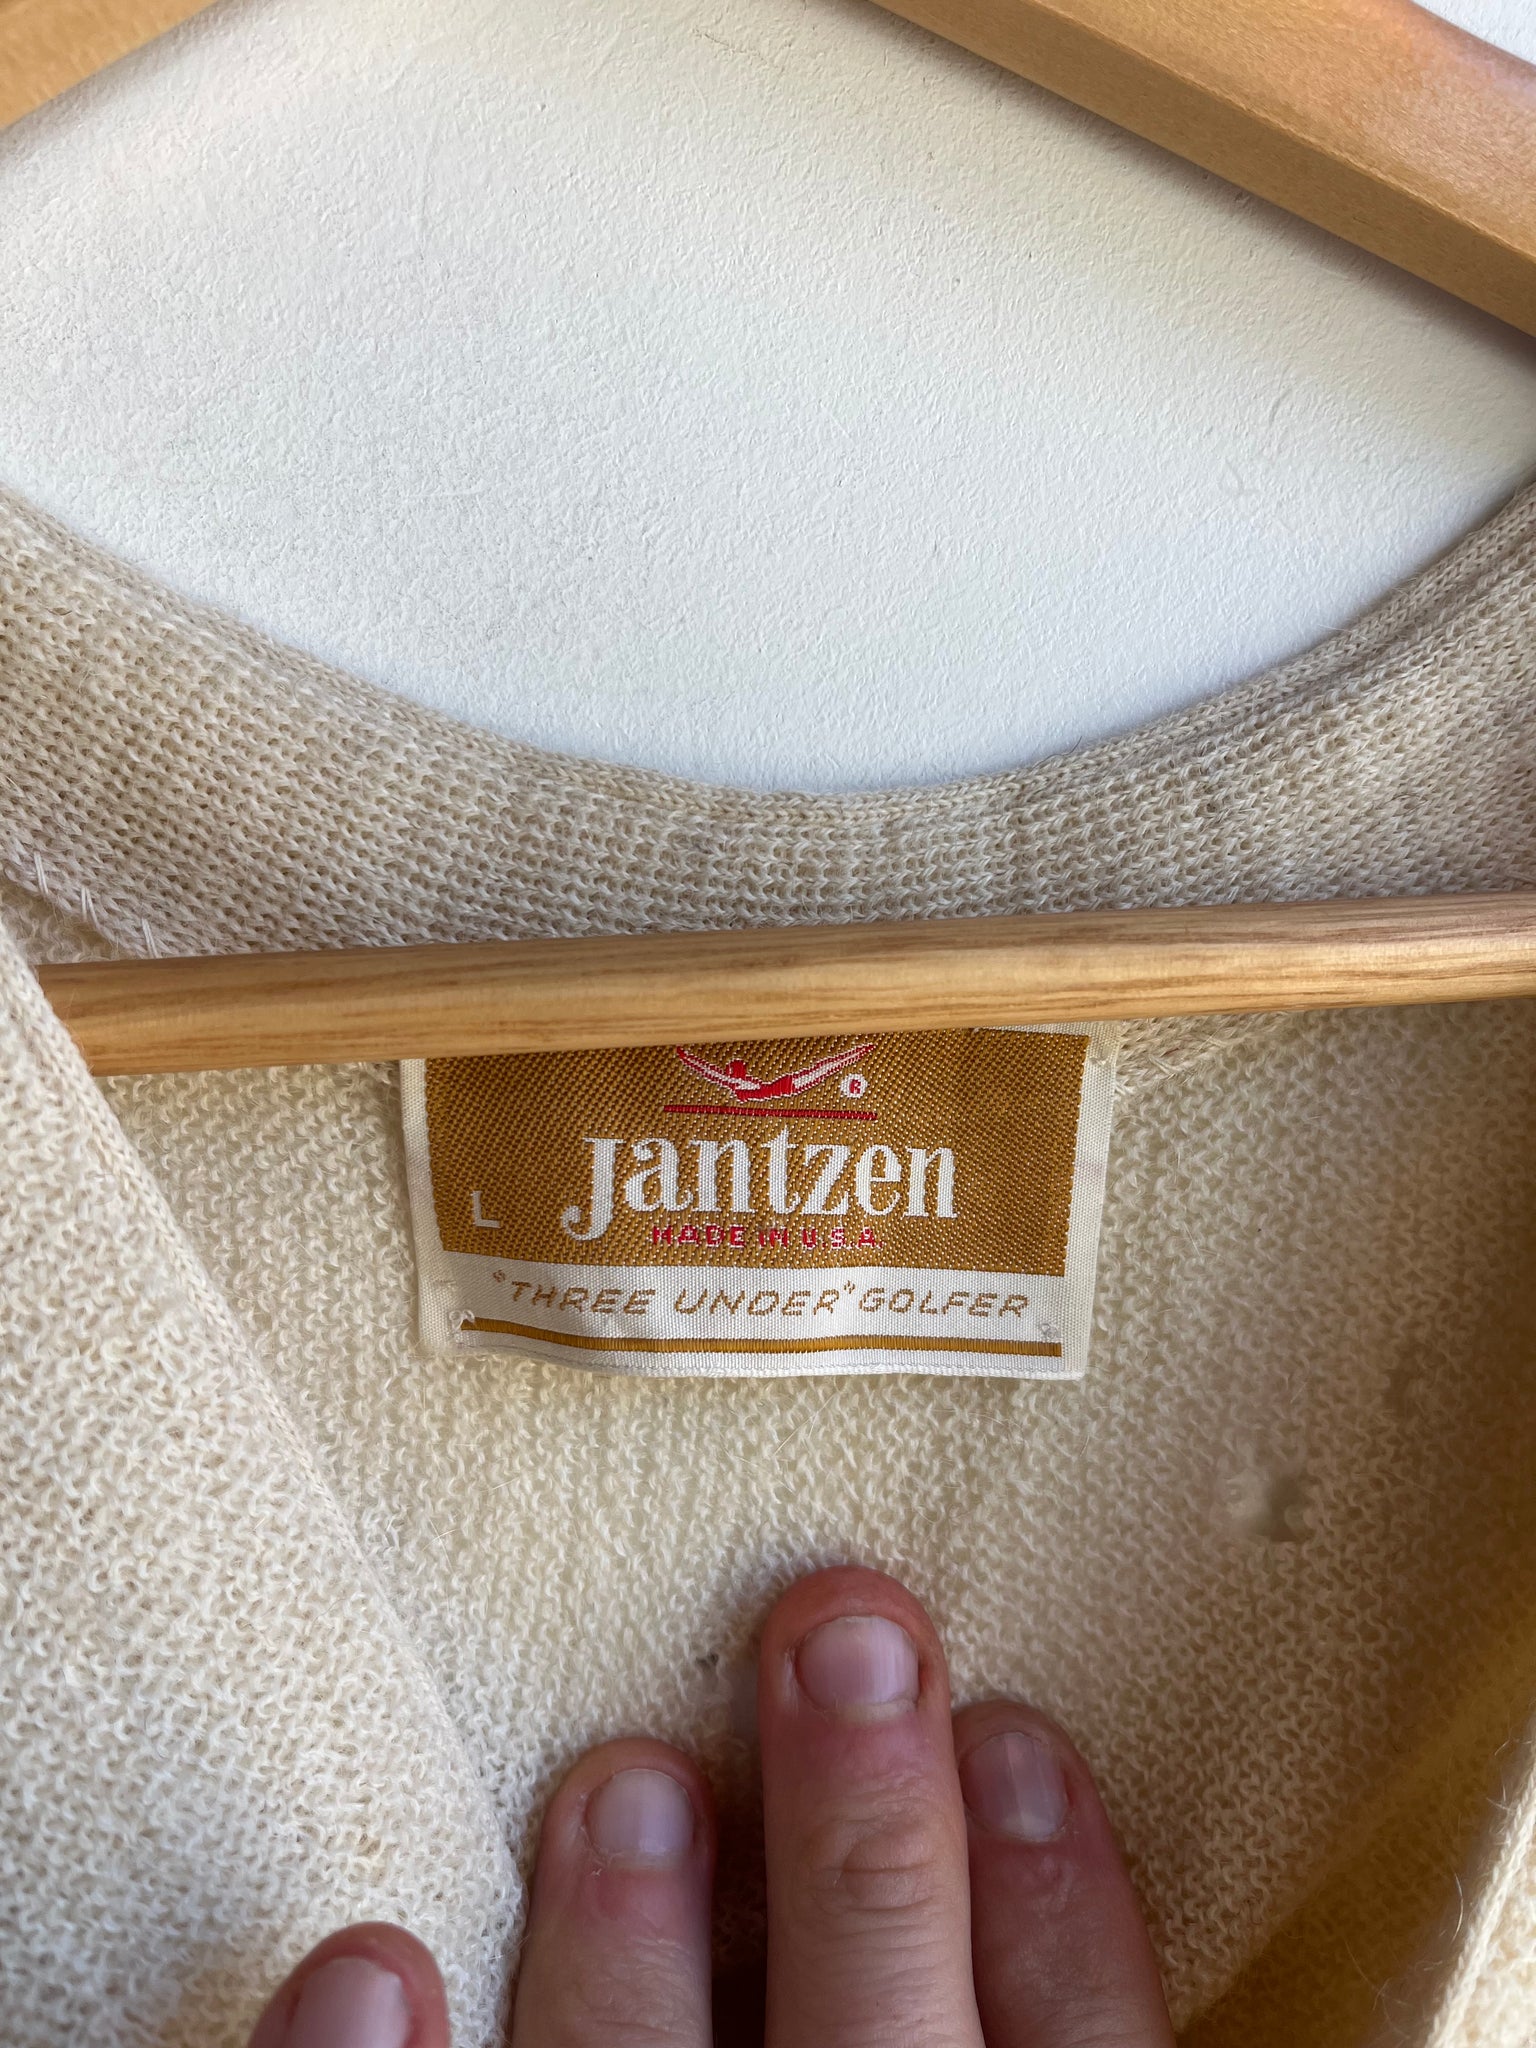 ®
Jantzen
L
MADE IN U.S.A.
"THREE UNDER" GOLFER